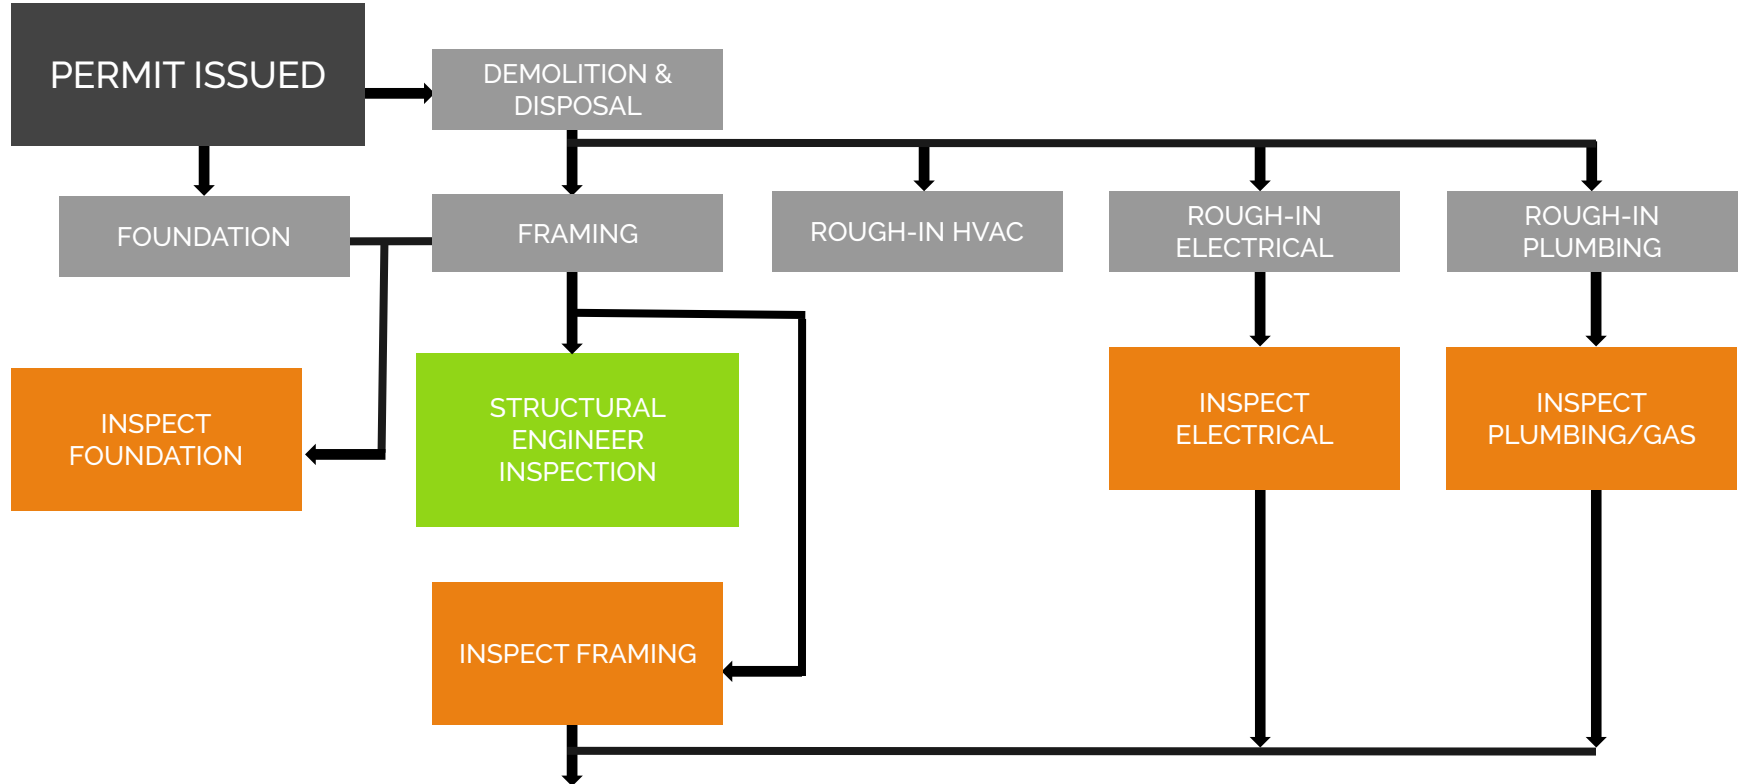 PERMIT ISSUED
DEMOLITION &
DISPOSAL
FOUNDATION
FRAMING
ROUGH-IN HVAC
ROUGH-IN
ELECTRICAL
ROUGH-IN
PLUMBING
INSPECT
FOUNDATION
STRUCTURAL
ENGINEER
INSPECTION
INSPECT
ELECTRICAL
INSPECT
PLUMBING/GAS
INSPECT FRAMING